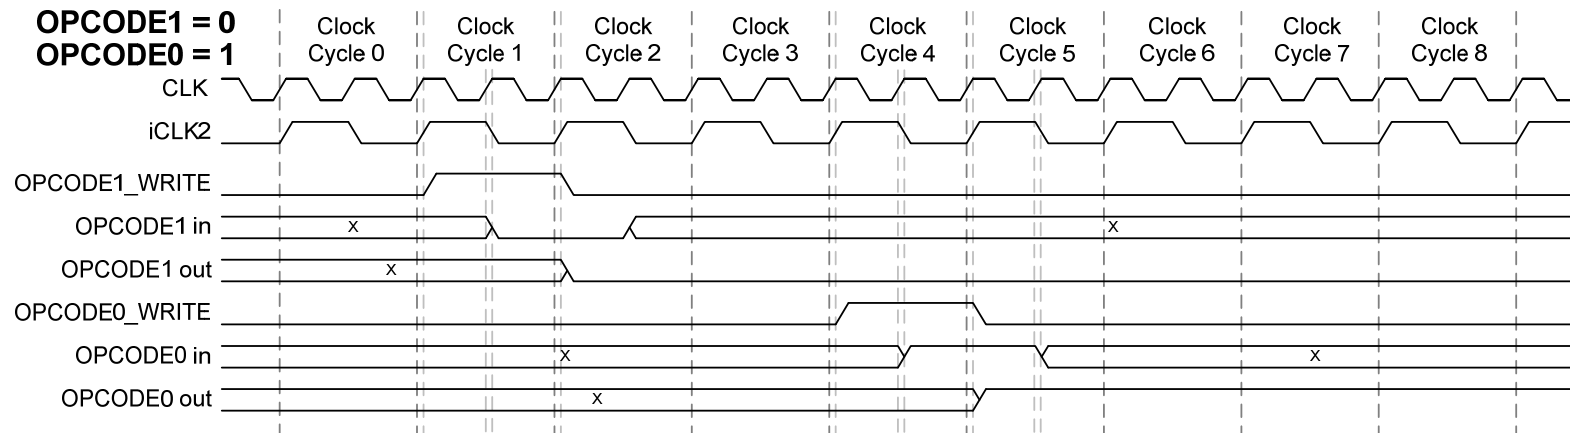 OPCODE1 = 0
OPCODE0 = 1
Clock
Cycle 0
Clock
Cycle 1
Clock
Cycle 2
Clock
Cycle 3
Clock
Cycle 4
Clock
Cycle 5
Clock
Cycle 6
Clock
Cycle 7
Clock
Cycle 8
CLK
iCLK2
OPCODE1_WRITE
OPCODE1 in x x
OPCODE1 out x
OPCODE0_WRITE
OPCODE0 in x x
OPCODE0 out x